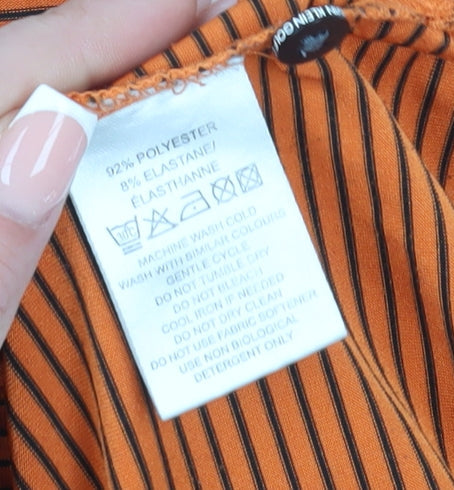 KLEIN GOLF
92% POLYESTER
8% ELASTANE/
ÉLASTHANNE
MACHINE WASH COLD
WASH WITH SIMILAR COLOURS
GENTLE CYCLE
DO NOT TUMBLE DRY
DO NOT BLEACH
COOL IRON IF NEEDED
DO NOT DRY CLEAN
DO NOT USE FABRIC SOFTENER
USE NON BIOLOGICAL
DETERGENT ONLY